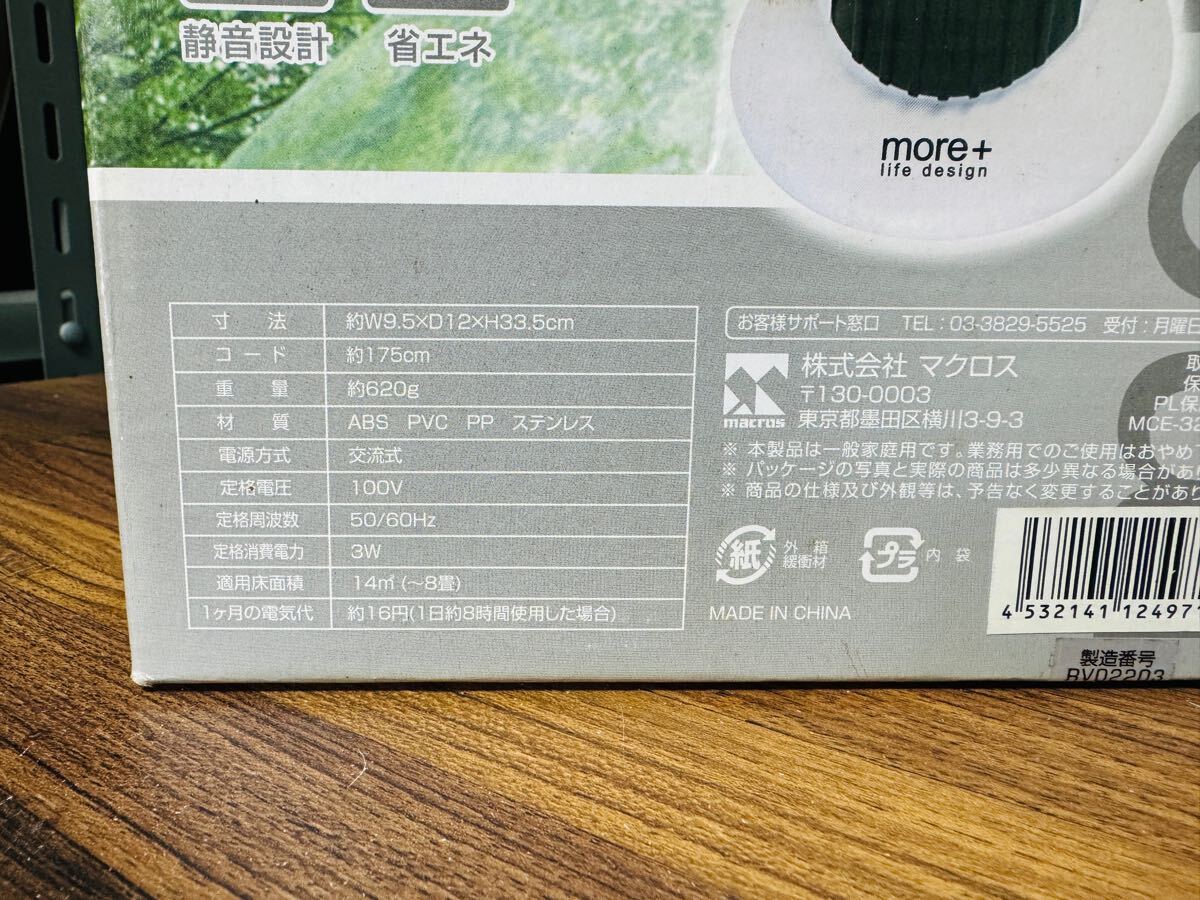 静音設計 省エネ
more+
life design
寸 法 約W9.5×D12×H33.5cm
コ ー ド 約175cm
重 量 約620g
材 質 ABS PVC PP ステンレス
電源方式 交流式
定格電圧 100V
定格周波数 50/60Hz
定格消費電力 3W
適用床面積 14㎡(～8畳)
1ヶ月の電気代 約16円(1日約8時間使用した場合)
お客様サポート窓口 TEL:03-3829-5525 受付:月曜日
macros
株式会社 マクロス
〒130-0003
東京都墨田区横川3-9-3
取
保
PL保
MCE-32
※ 本製品は一般家庭用です。業務用でのご使用はおやめ
※ パッケージの写真と実際の商品は多少異なる場合があ
※ 商品の仕様及び外観等は、予告なく変更することがあり
紙 外 箱
緩衝材
プラ 内 袋
MADE IN CHINA
4 532141 12497
製造番号
BV02203